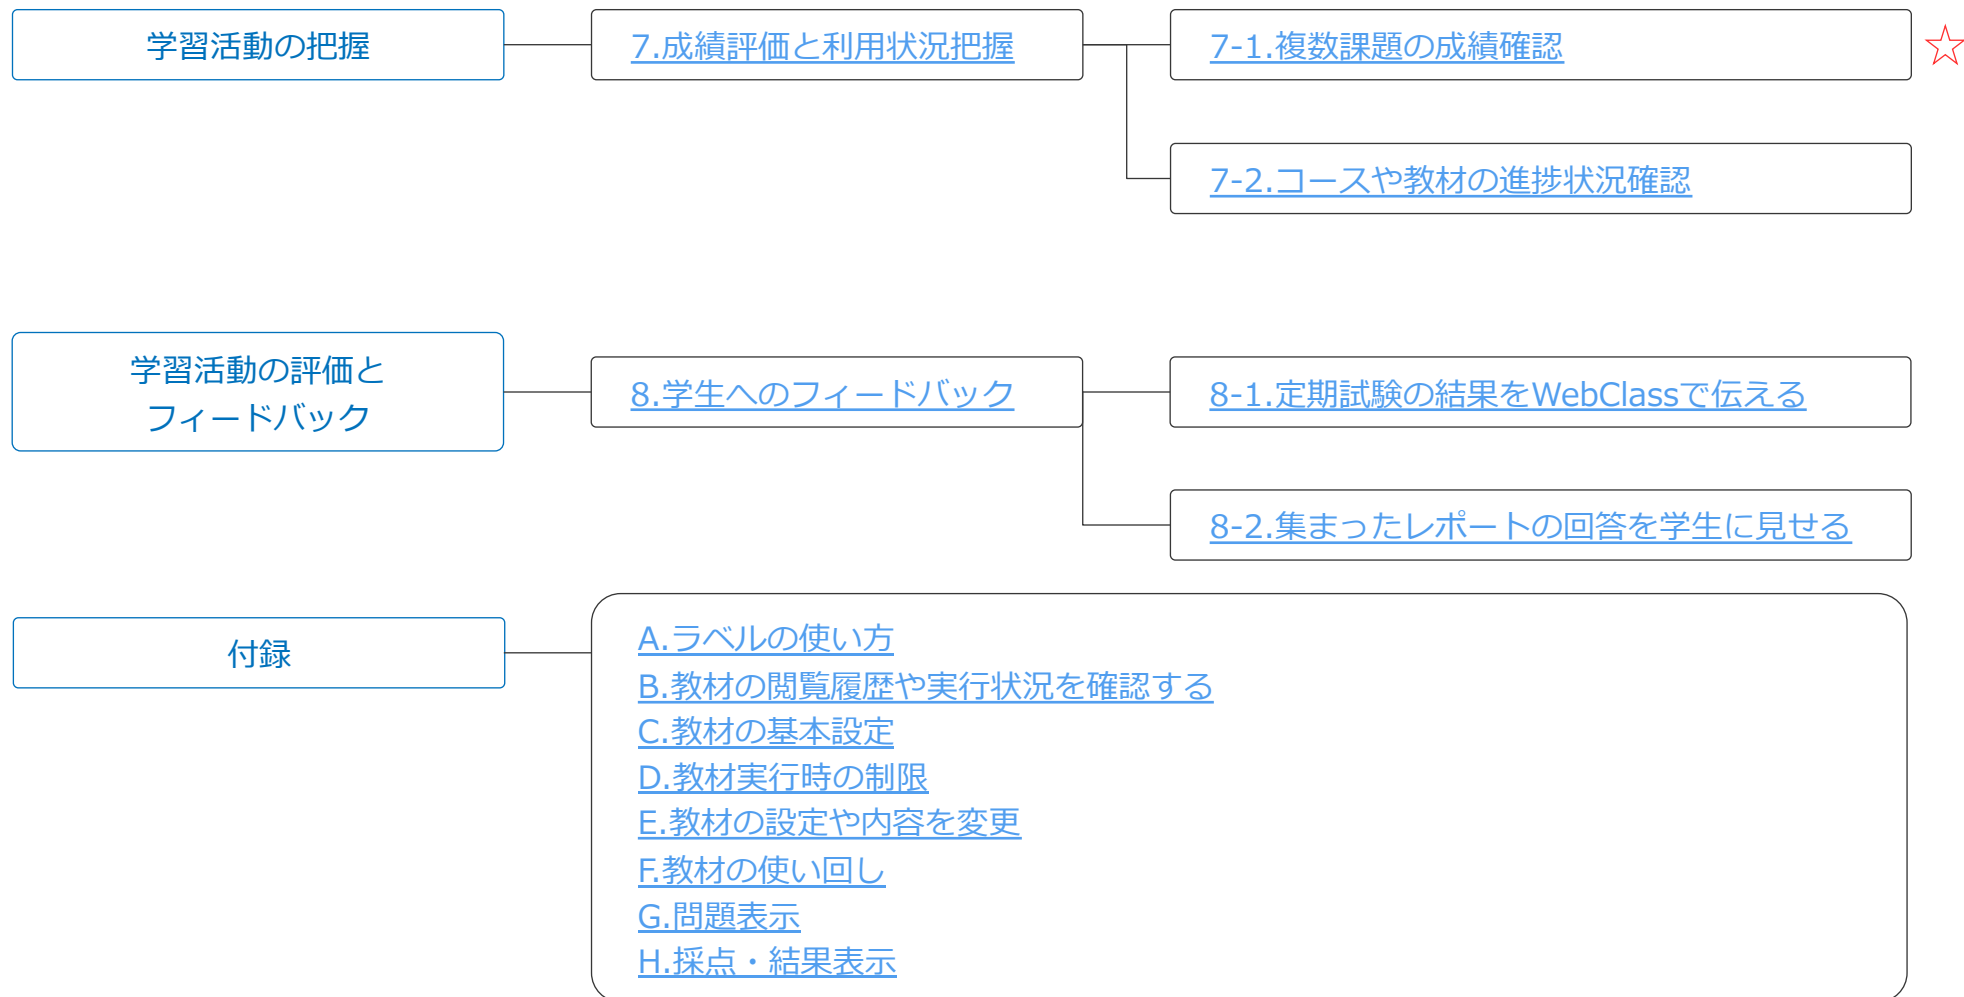 学習活動の把握
7.成績評価と利用状況把握
7-1.複数課題の成績確認
☆
7-2.コースや教材の進捗状況確認
学習活動の評価と
フィードバック
8.学生へのフィードバック
8-1.定期試験の結果をWebClassで伝える
8-2.集まったレポートの回答を学生に見せる
付録
A.ラベルの使い方
B.教材の閲覧履歴や実行状況を確認する
C.教材の基本設定
D.教材実行時の制限
E.教材の設定や内容を変更
F.教材の使い回し
G.問題表示
H.採点・結果表示